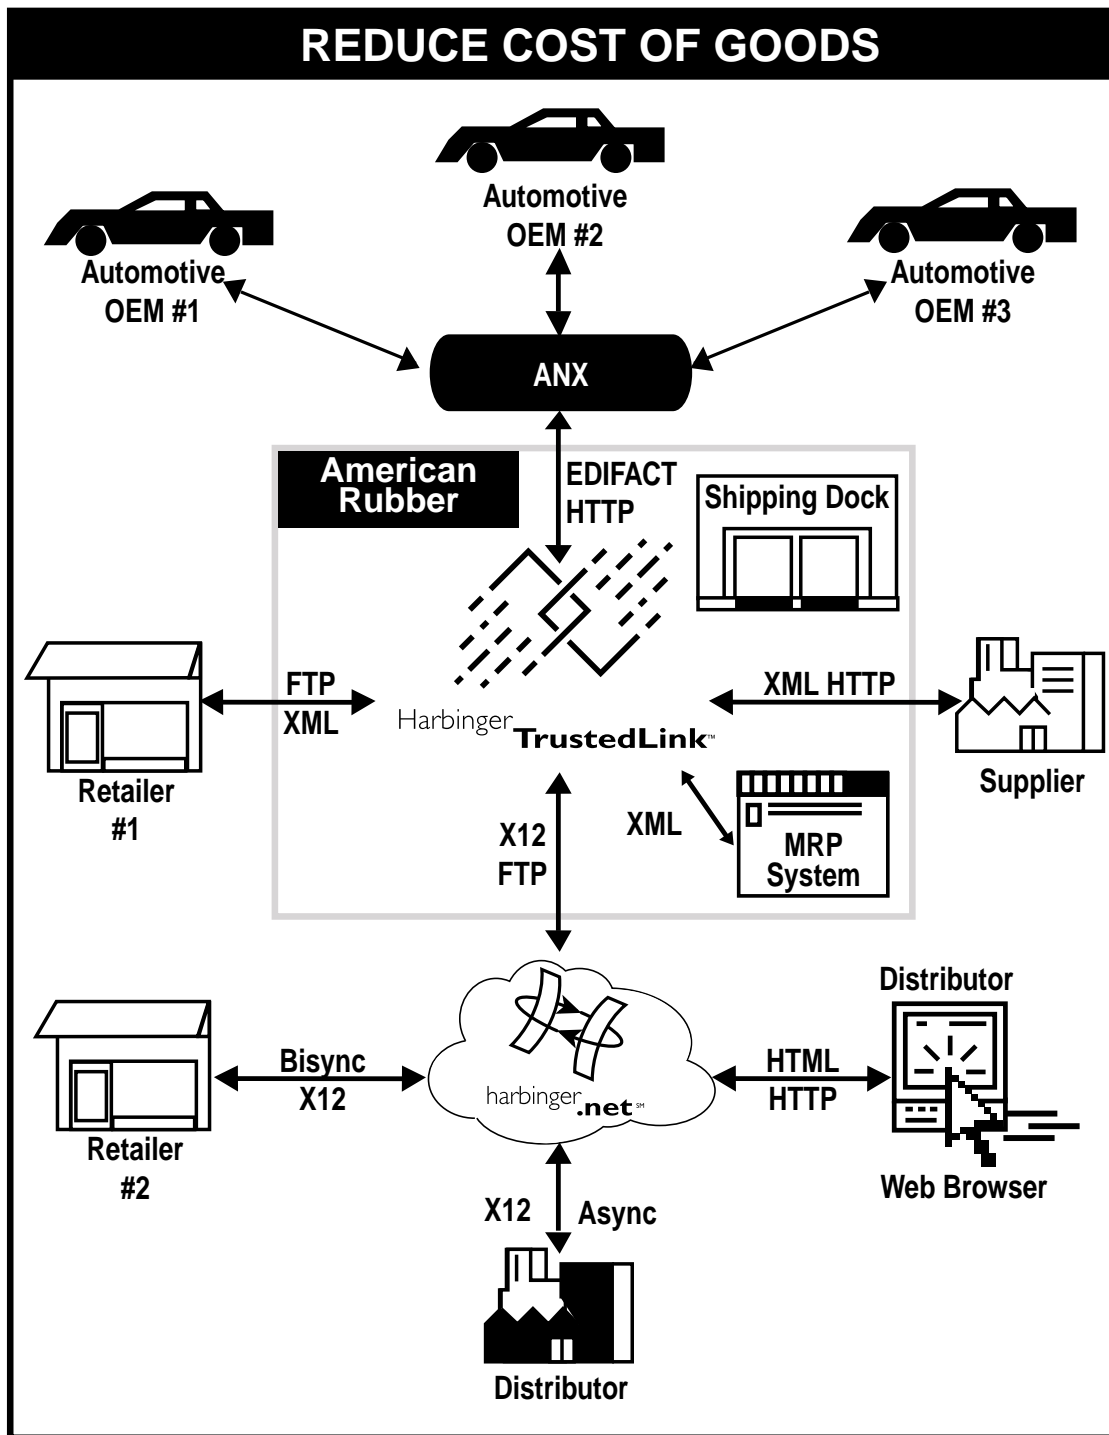 REDUCE COST OF GOODS
Automotive
OEM #1
Automotive
OEM #2
Automotive
OEM #3
ANX
American
Rubber
EDIFACT
HTTP
Shipping Dock
FTP
XML
Retailer
#1
Harbinger
TrustedLink™
XML HTTP
Supplier
X12
FTP
XML
MRP
System
Bisync
X12
Retailer
#2
harbinger.net℠
HTML
HTTP
Distributor
Web Browser
X12
Async
Distributor